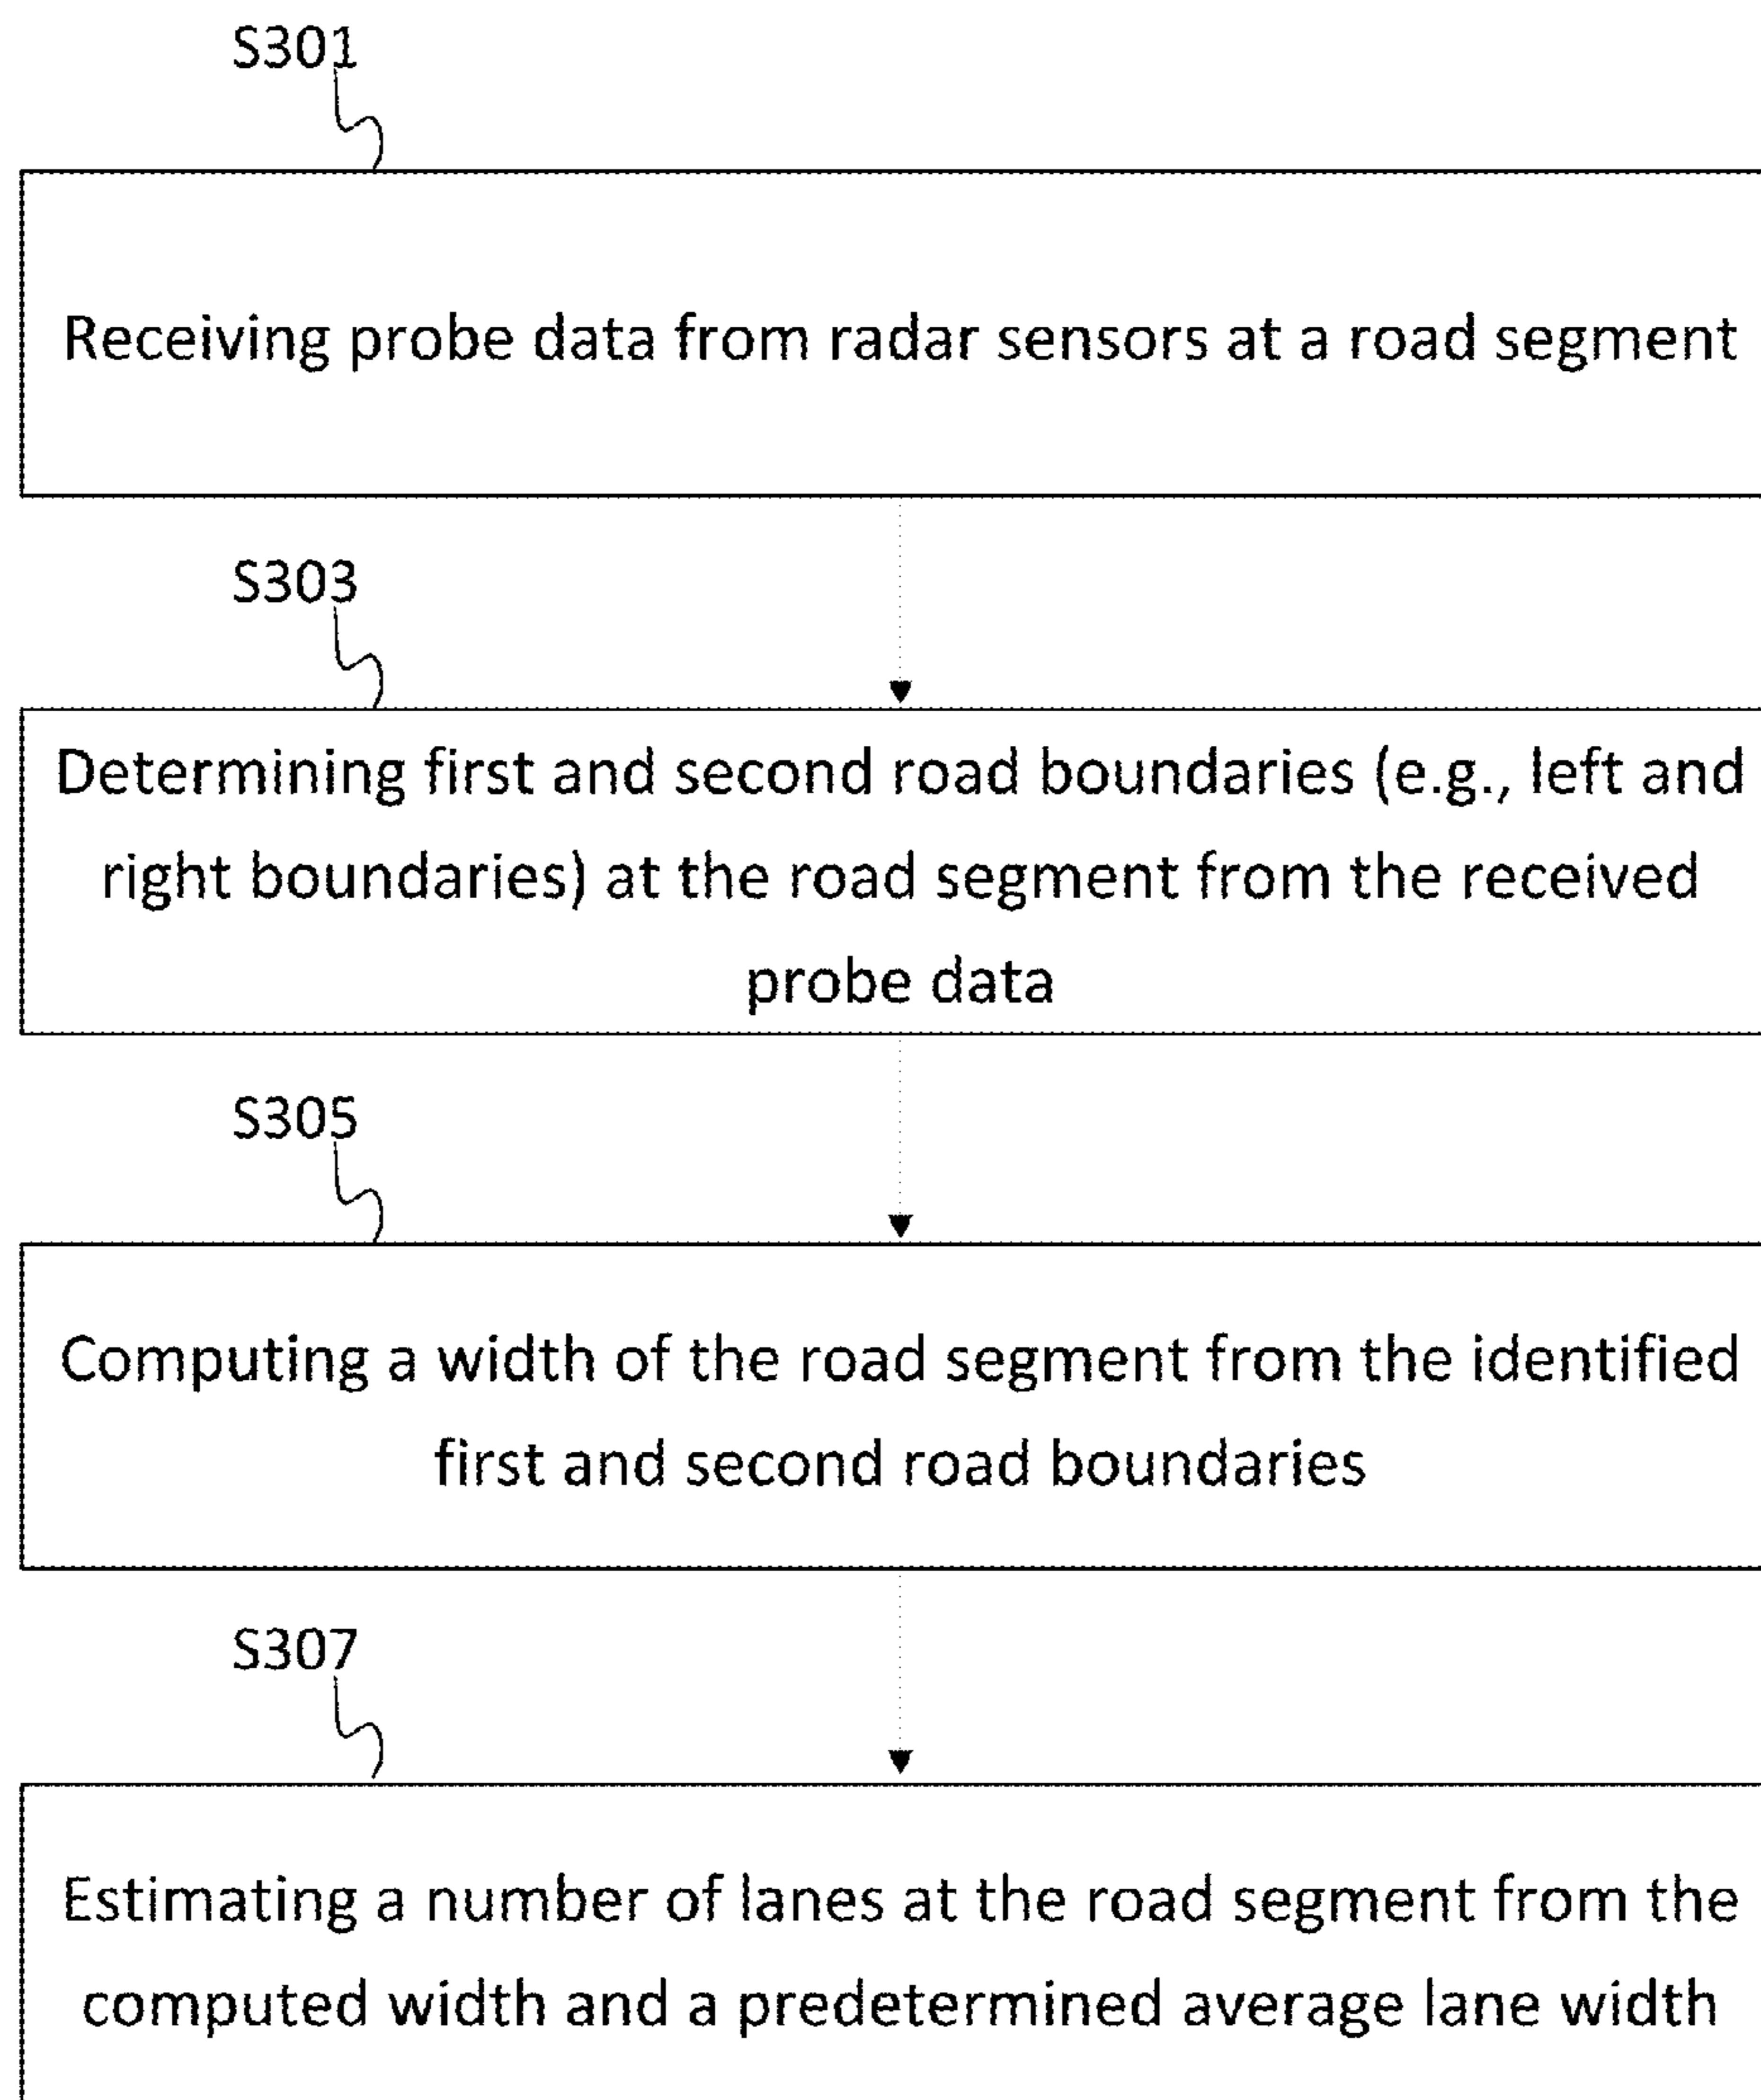 S301
Receiving probe data from radar sensors at a road segment
S303
Determining first and second road boundaries (e.g., left and
right boundaries) at the road segment from the received
probe data
S305
Computing a width of the road segment from the identified
first and second road boundaries
S307
Estimating a number of lanes at the road segment from the
computed width and a predetermined average lane width